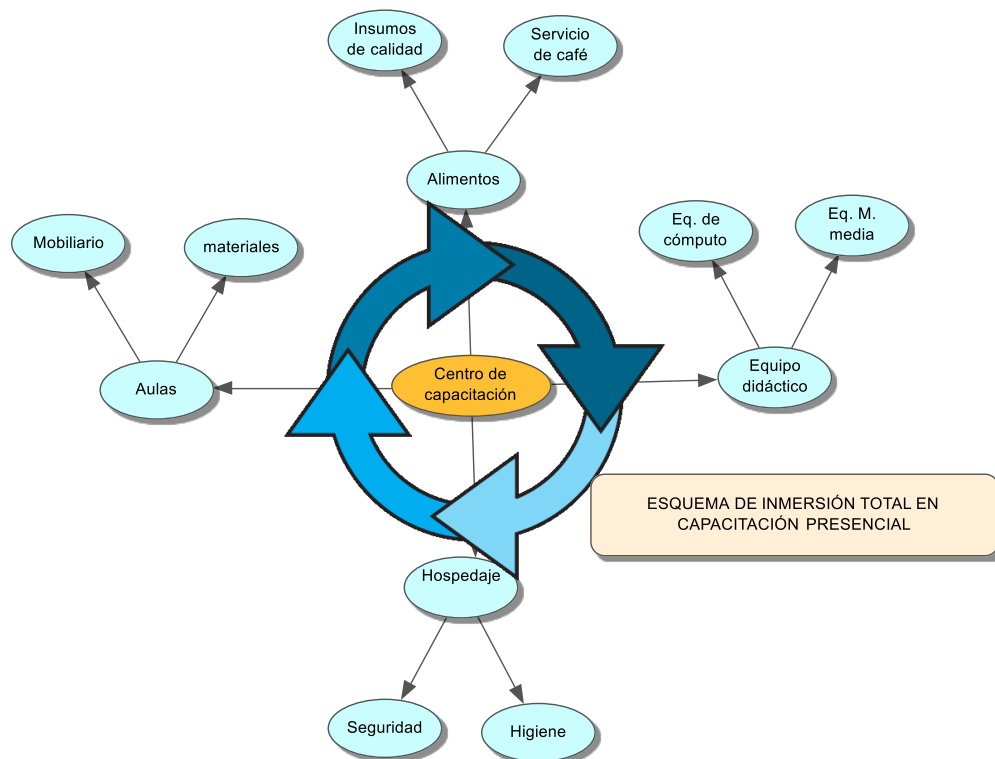 Insumos
de calidad
Servicio
de café
Alimentos
Mobiliario
materiales
Eq. de
cómputo
Eq. M.
media
Aulas
Centro de
capacitación
Equipo
didáctico
ESQUEMA DE INMERSIÓN TOTAL EN
CAPACITACIÓN PRESENCIAL
Hospedaje
Seguridad
Higiene